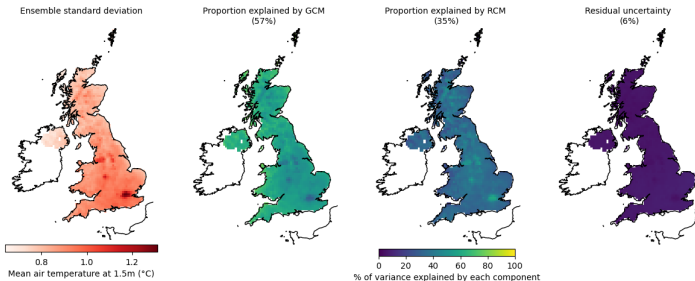 Ensemble standard deviation
Proportion explained by GCM
(57%)
Proportion explained by RCM
(35%)
Residual uncertainty
(6%)
0.8 1.0 1.2
Mean air temperature at 1.5m (°C)
0 20 40 60 80 100
% of variance explained by each component